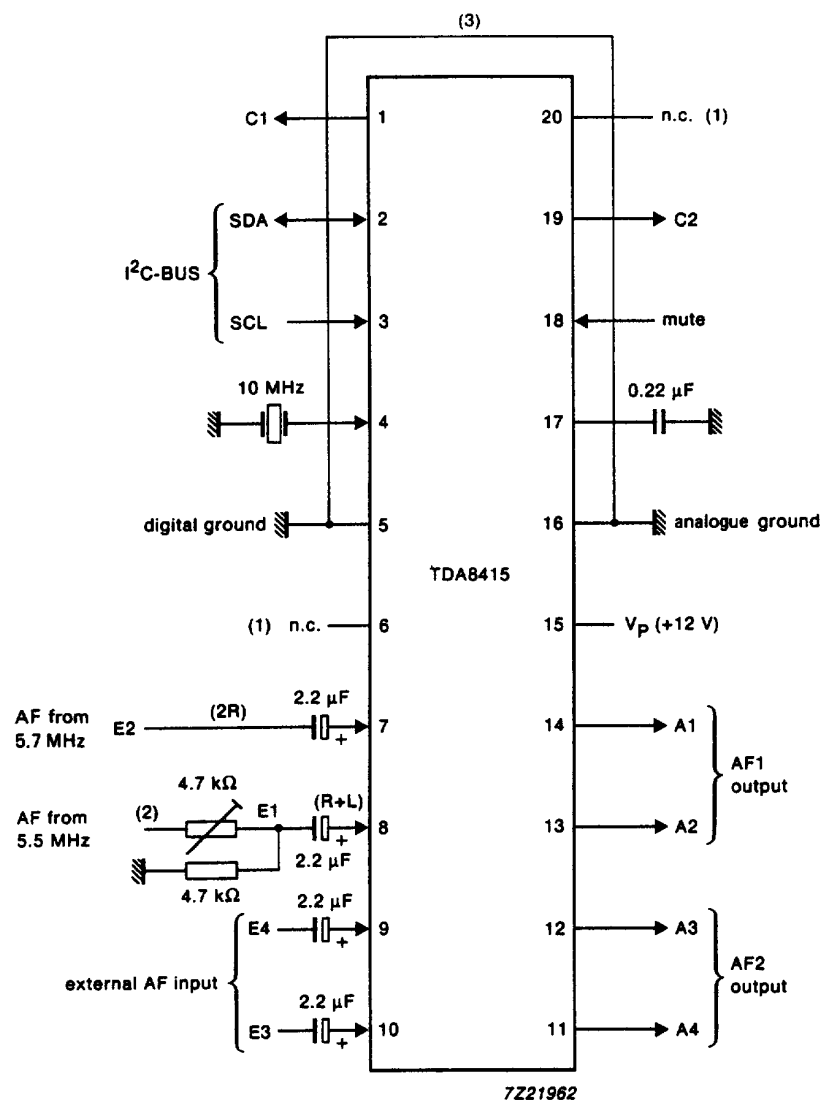 (3)
C1
1
20
n.c. (1)
I²C-BUS
SDA
2
19
C2
SCL
3
18
mute
10 MHz
4
17
0.22 µF
digital ground
5
16
analogue ground
TDA8415
(1) n.c.
6
15
VP (+12 V)
AF from
5.7 MHz
E2
(2R)
2.2 µF
+
7
14
A1
AF1
output
AF from
5.5 MHz
(2)
4.7 kΩ
E1
(R+L)
+
8
13
A2
2.2 µF
4.7 kΩ
external AF input
E4
2.2 µF
+
9
12
A3
AF2
output
E3
2.2 µF
+
10
11
A4
7Z21962